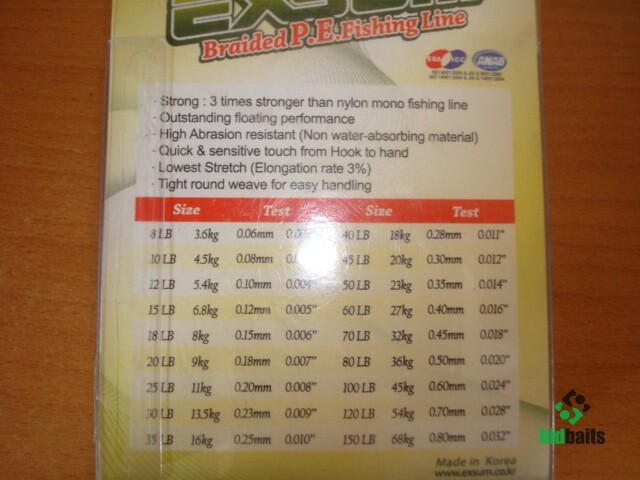 EXSUM
Braided P.E. Fishing Line
· Strong : 3 times stronger than nylon mono fishing line
· Outstanding floating performance
· High Abrasion resistant (Non water-absorbing material)
· Quick & sensitive touch from Hook to hand
· Lowest Stretch (Elongation rate 3%)
· Tight round weave for easy handling
Size Test Size Test
8 LB 3.6kg 0.06mm 40 LB 18kg 0.28mm 0.011"
10 LB 4.5kg 0.08mm 45 LB 20kg 0.30mm 0.012"
12 LB 5.4kg 0.10mm 0.004" 50 LB 23kg 0.35mm 0.014"
15 LB 6.8kg 0.12mm 0.005" 60 LB 27kg 0.40mm 0.016"
18 LB 8kg 0.15mm 0.006" 70 LB 32kg 0.45mm 0.018"
20 LB 9kg 0.18mm 0.007" 80 LB 36kg 0.50mm 0.020"
25 LB 11kg 0.20mm 0.008" 100 LB 45kg 0.60mm 0.024"
30 LB 13.5kg 0.23mm 0.009" 120 LB 54kg 0.70mm 0.028"
35 LB 16kg 0.25mm 0.010" 150 LB 68kg 0.80mm 0.032"
bidbaits
Made in Korea
www.exsum.co.kr